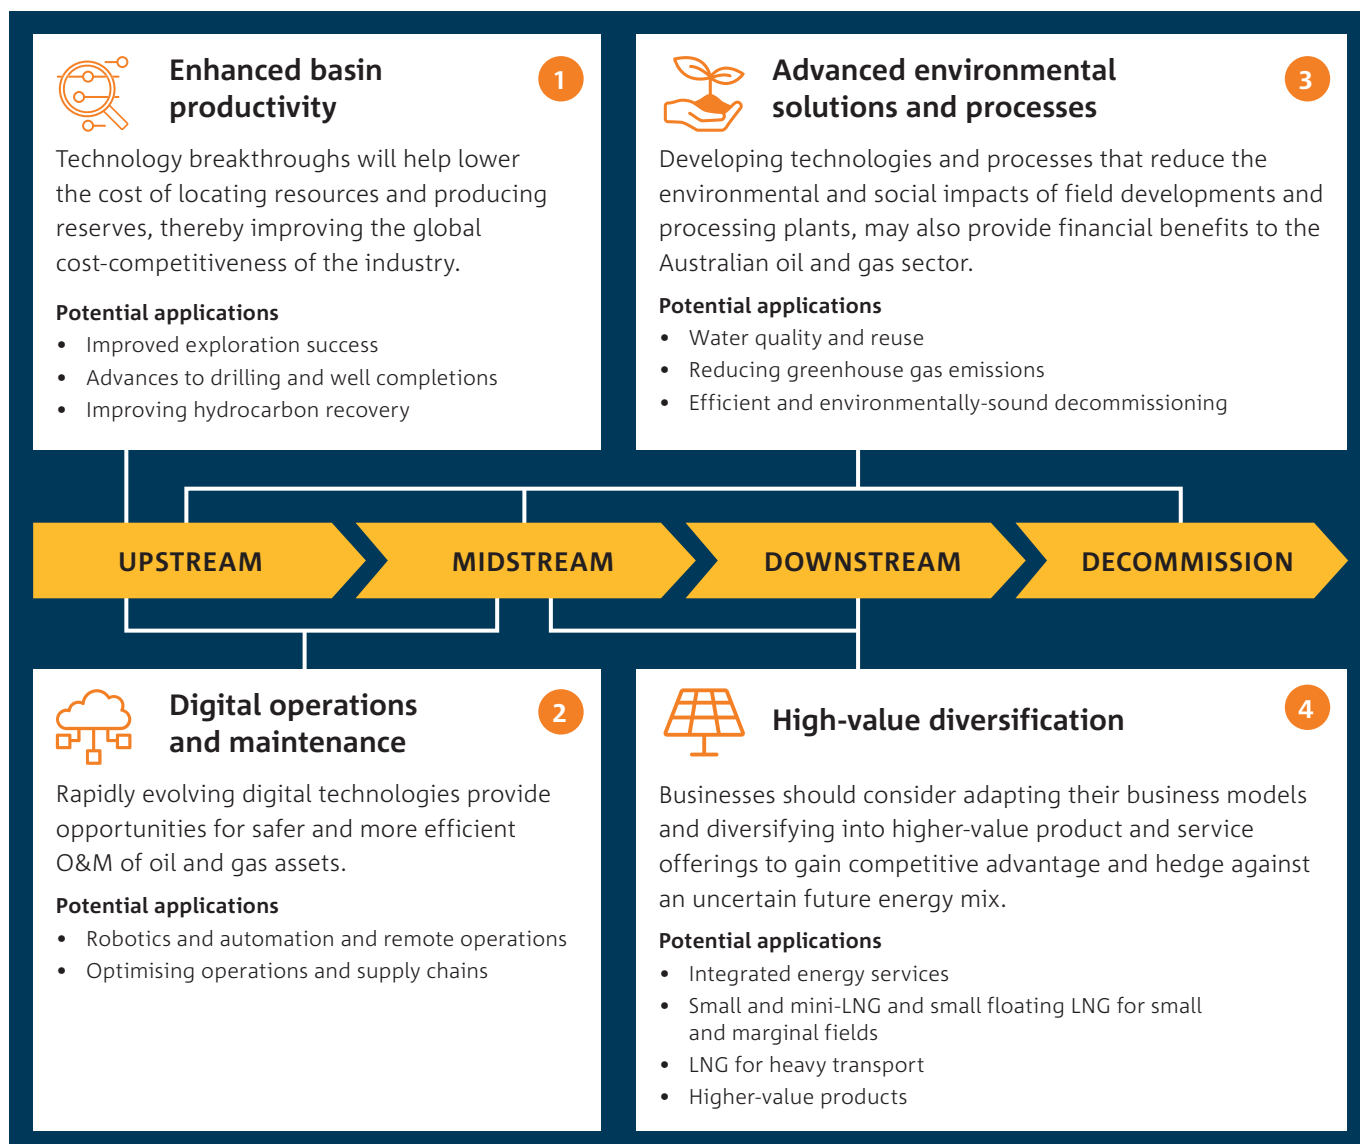 Enhanced basin
productivity
1
Technology breakthroughs will help lower
the cost of locating resources and producing
reserves, thereby improving the global
cost-competitiveness of the industry.
Potential applications
• Improved exploration success
• Advances to drilling and well completions
• Improving hydrocarbon recovery
Advanced environmental
solutions and processes
3
Developing technologies and processes that reduce the
environmental and social impacts of field developments and
processing plants, may also provide financial benefits to the
Australian oil and gas sector.
Potential applications
• Water quality and reuse
• Reducing greenhouse gas emissions
• Efficient and environmentally-sound decommissioning
UPSTREAM
MIDSTREAM
DOWNSTREAM
DECOMMISSION
Digital operations
and maintenance
2
Rapidly evolving digital technologies provide
opportunities for safer and more efficient
O&M of oil and gas assets.
Potential applications
• Robotics and automation and remote operations
• Optimising operations and supply chains
High-value diversification
4
Businesses should consider adapting their business models
and diversifying into higher-value product and service
offerings to gain competitive advantage and hedge against
an uncertain future energy mix.
Potential applications
• Integrated energy services
• Small and mini-LNG and small floating LNG for small
and marginal fields
• LNG for heavy transport
• Higher-value products